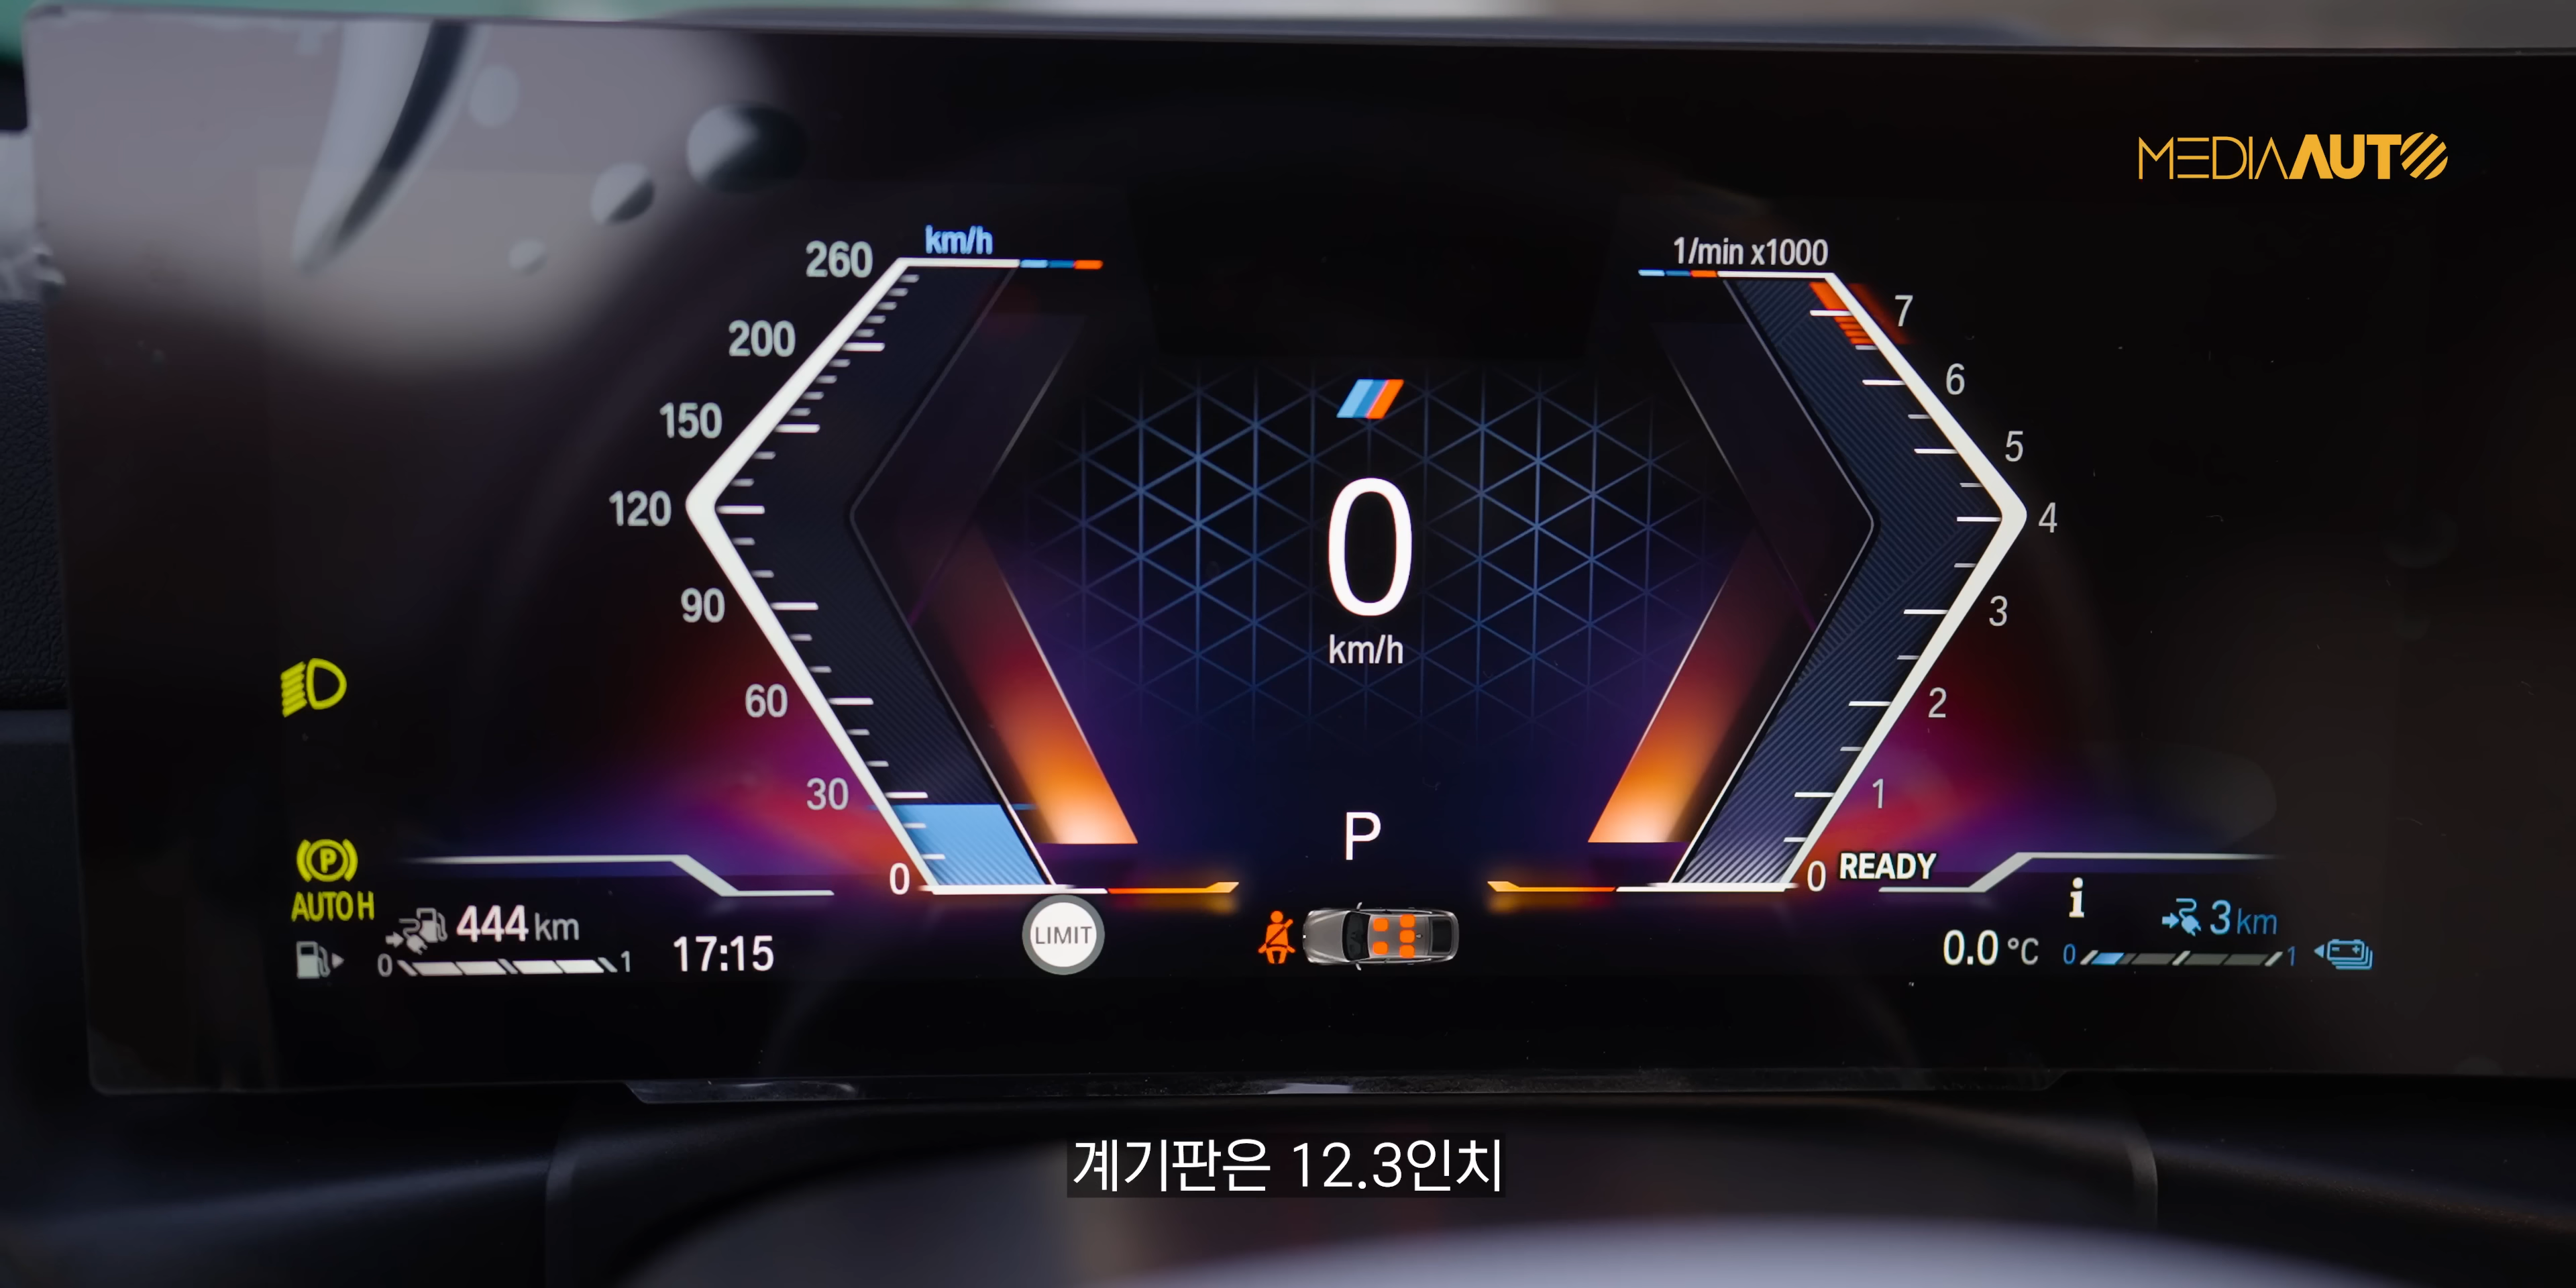 MEDIAAUTO
km/h
260
200
150
120
90
60
30
0
1/min x1000
7
6
5
4
3
2
1
0
0
km/h
P
READY
P
AUTO H
444 km
0 1
17:15
LIMIT
i
3 km
0.0 °C
0 1
계기판은 12.3인치